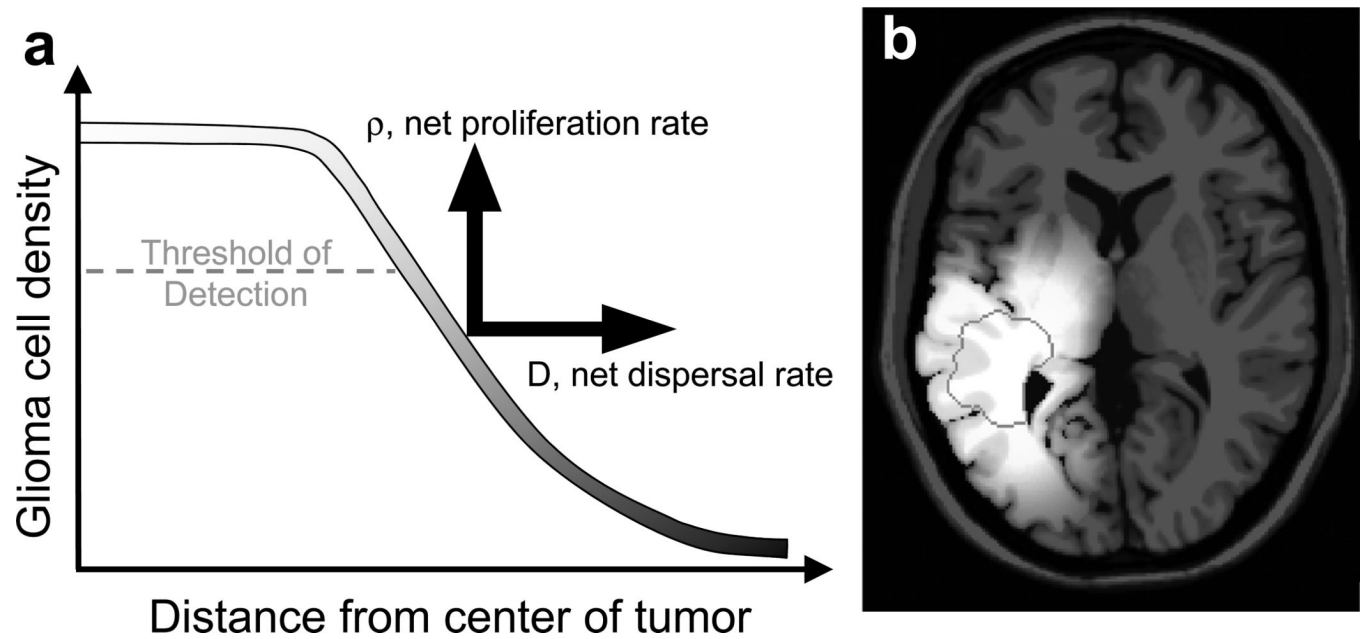 a
ρ, net proliferation rate
Glioma cell density
Threshold of
Detection
D, net dispersal rate
Distance from center of tumor
b